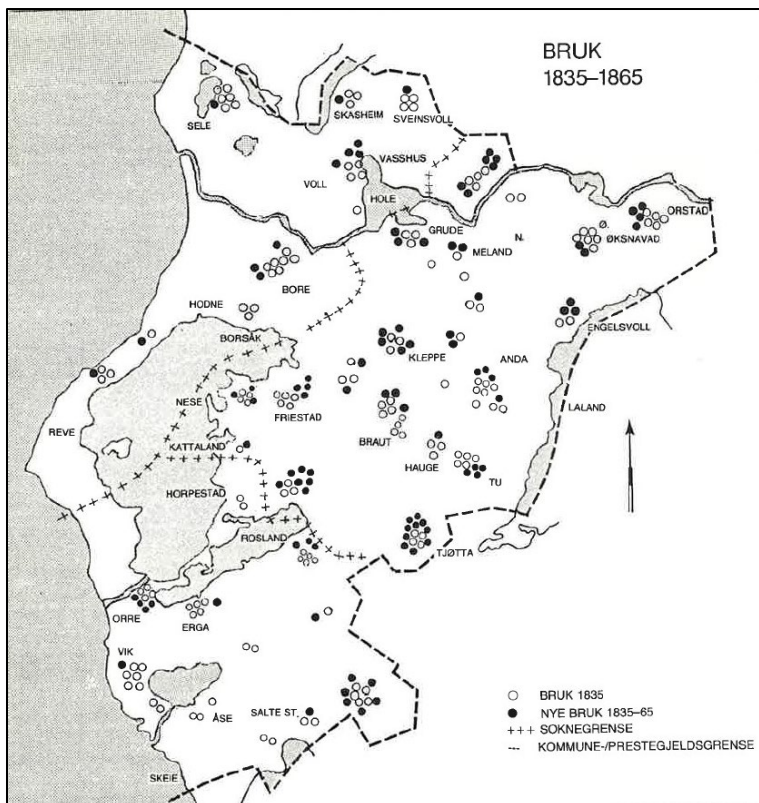 BRUK
1835–1865
SELE
SKASHEIM
SVEINSVOLL
VASSHUS
VOLL
HOLE
GRUDE
MELAND
N.
Ø.
ØKSNAVAD
ORSTAD
BORE
HODNE
BORSÅK
ENGELSVOLL
KLEPPE
ANDA
NESE
FRIESTAD
LALAND
REVE
BRAUT
KATTALAND
HAUGE
TU
HORPESTAD
ROSLAND
TJØTTA
ORRE
ERGA
VIK
ÅSE
SALTE ST.
SKEIE
BRUK 1835
NYE BRUK 1835–65
SOKNEGRENSE
KOMMUNE-/PRESTEGJELDSGRENSE